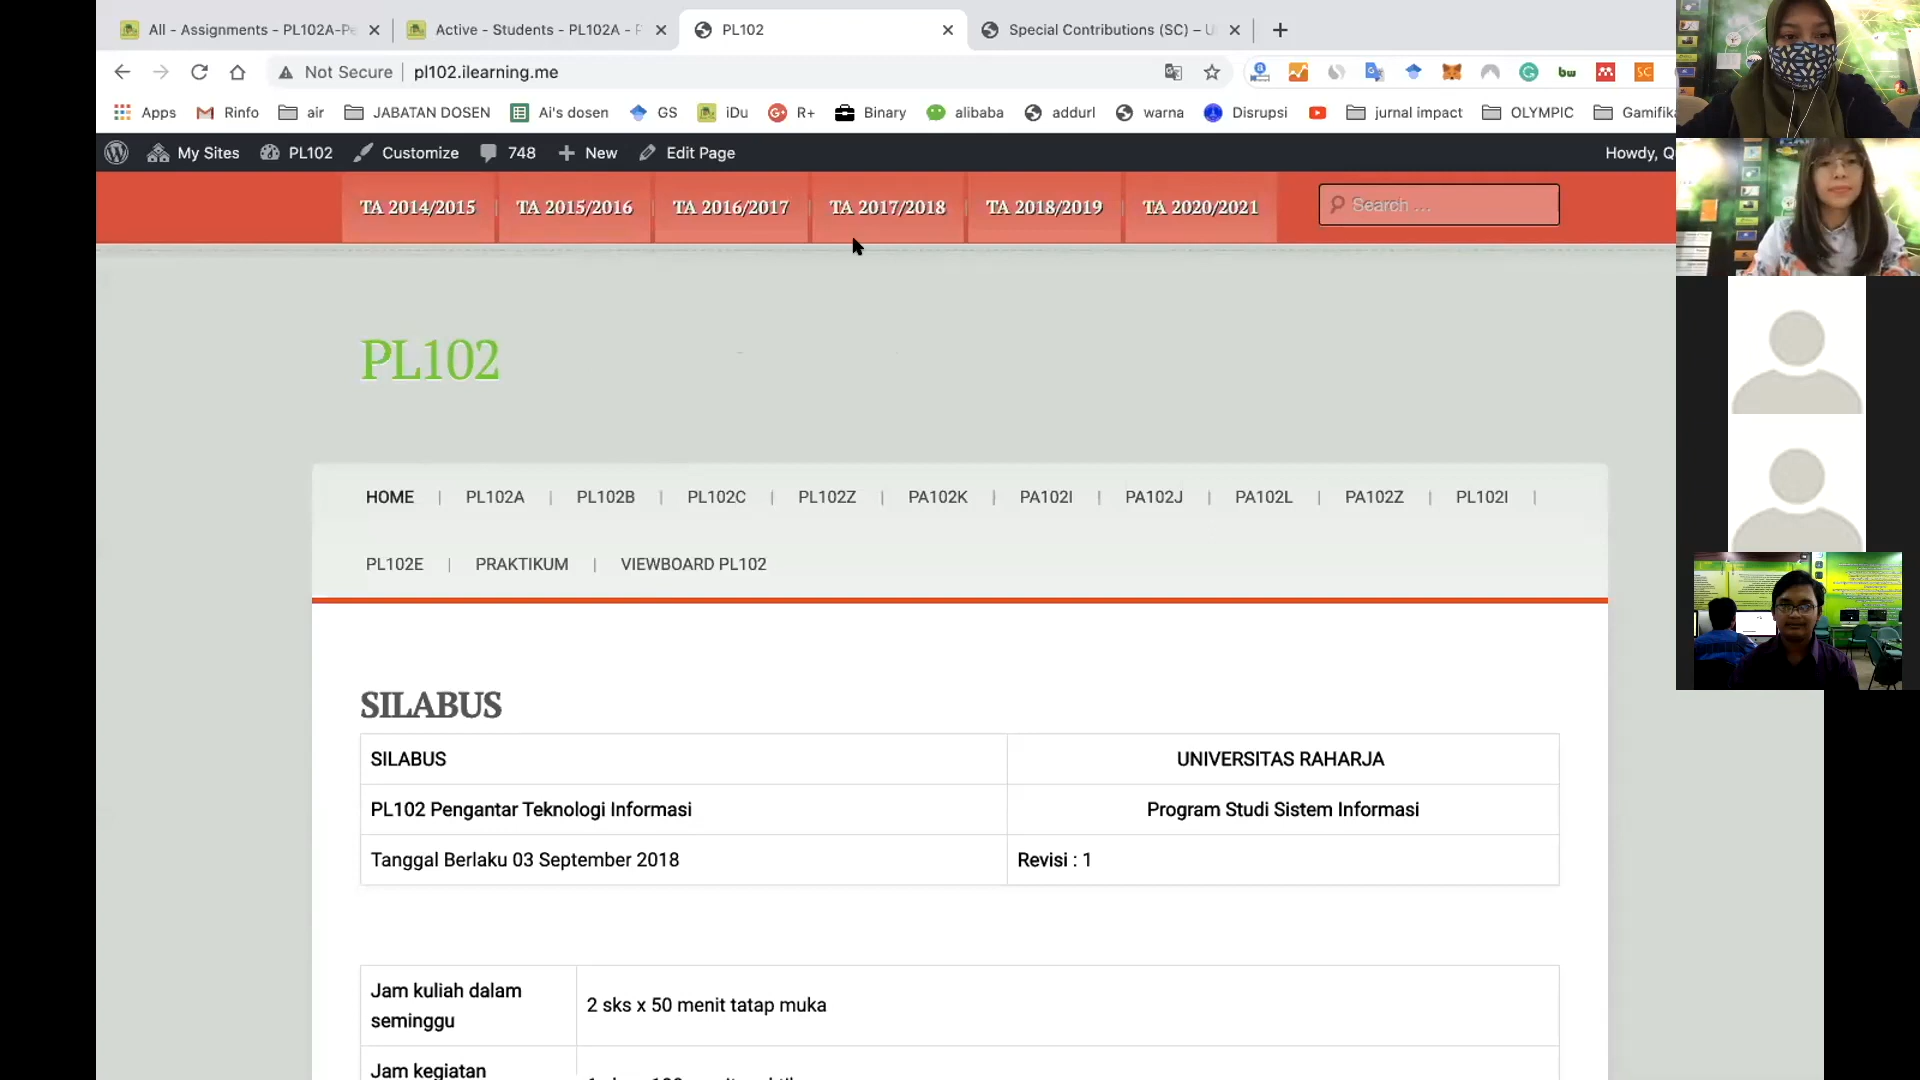 All - Assignments - PL102A-Pe
Active - Students - PL102A - P
PL102
Special Contributions (SC) – U
Not Secure
pl102.ilearning.me
Apps
Rinfo
air
JABATAN DOSEN
Ai's dosen
GS
iDu
R+
Binary
alibaba
addurl
warna
Disrupsi
jurnal impact
OLYMPIC
Gamifika
My Sites
PL102
Customize
748
New
Edit Page
Howdy, Q
TA 2014/2015
TA 2015/2016
TA 2016/2017
TA 2017/2018
TA 2018/2019
TA 2020/2021
Search ...
PL102
HOME | PL102A | PL102B | PL102C | PL102Z | PA102K | PA102I | PA102J | PA102L | PA102Z | PL102I |
PL102E | PRAKTIKUM | VIEWBOARD PL102
SILABUS
SILABUS
UNIVERSITAS RAHARJA
PL102 Pengantar Teknologi Informasi
Program Studi Sistem Informasi
Tanggal Berlaku 03 September 2018
Revisi : 1
Jam kuliah dalam
seminggu
2 sks x 50 menit tatap muka
Jam kegiatan